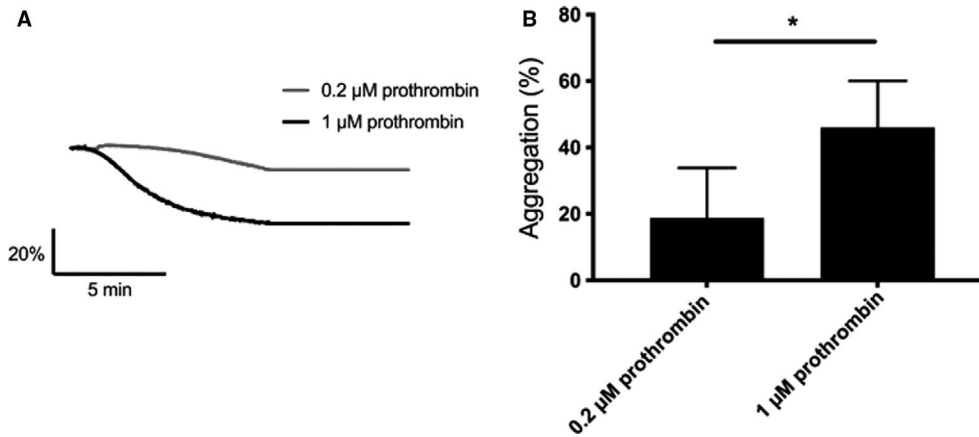 A
0.2 µM prothrombin
1 µM prothrombin
20%
5 min
B
80
60
40
20
0
Aggregation (%)
*
0.2 µM prothrombin
1 µM prothrombin